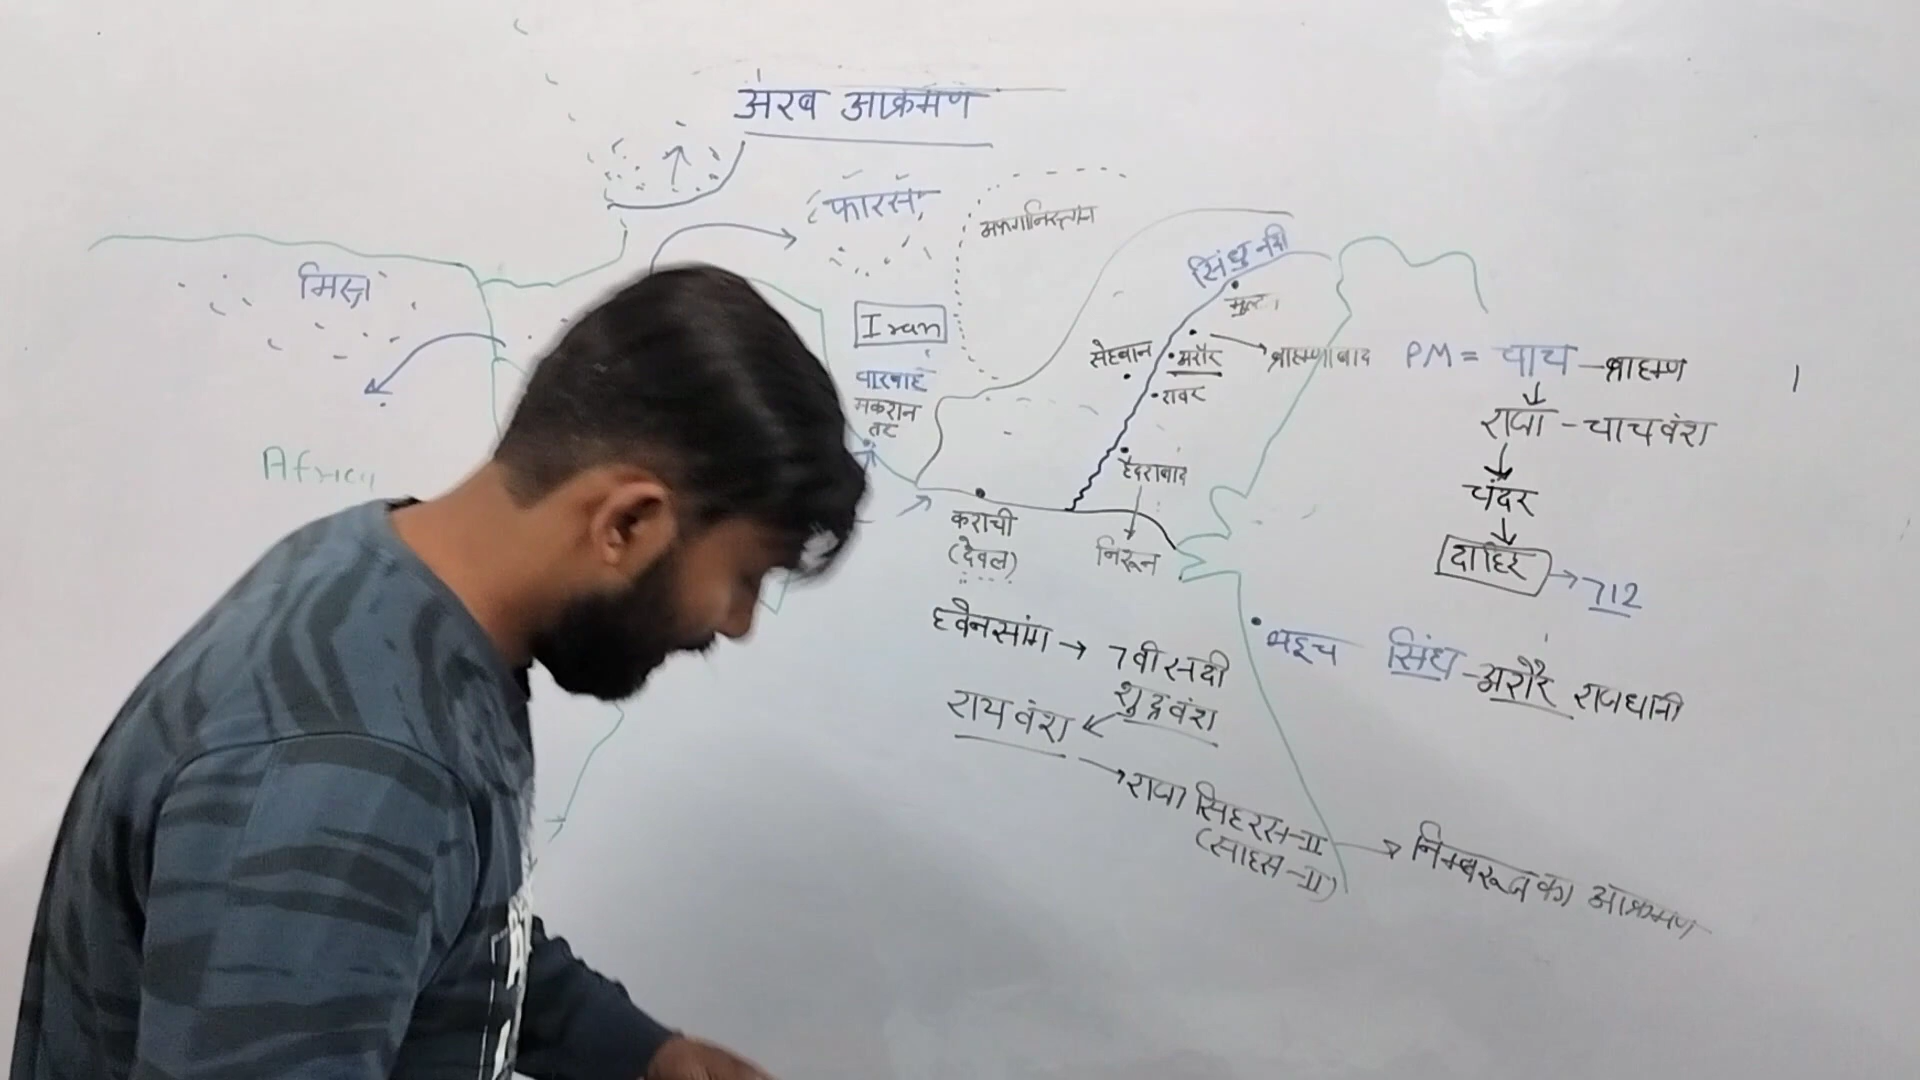 अरब आक्रमण
फारस
अफगानिस्तान
सिंधु नदी
मिस्र
Iran
चारबाह
मकरान
तट
सेहवान
अरोर
ब्राह्मणाबाद
रावर
हैदराबाद
निरून
कराची
(देवल)
Africa
PM = चाच - ब्राह्मण
राजा - चाचवंश
चंदर
दाहिर → 712
भड़च
सिंध - अरोर राजधानी
ह्वेनसांग → 7वी सदी
शुद्रवंश
रायवंश
राजा सिहरस-II
(साहस-II)
का आक्रमण